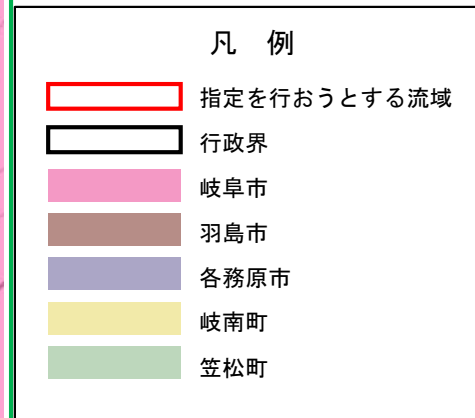 凡　例
指定を行おうとする流域
行政界
岐阜市
羽島市
各務原市
岐南町
笠松町